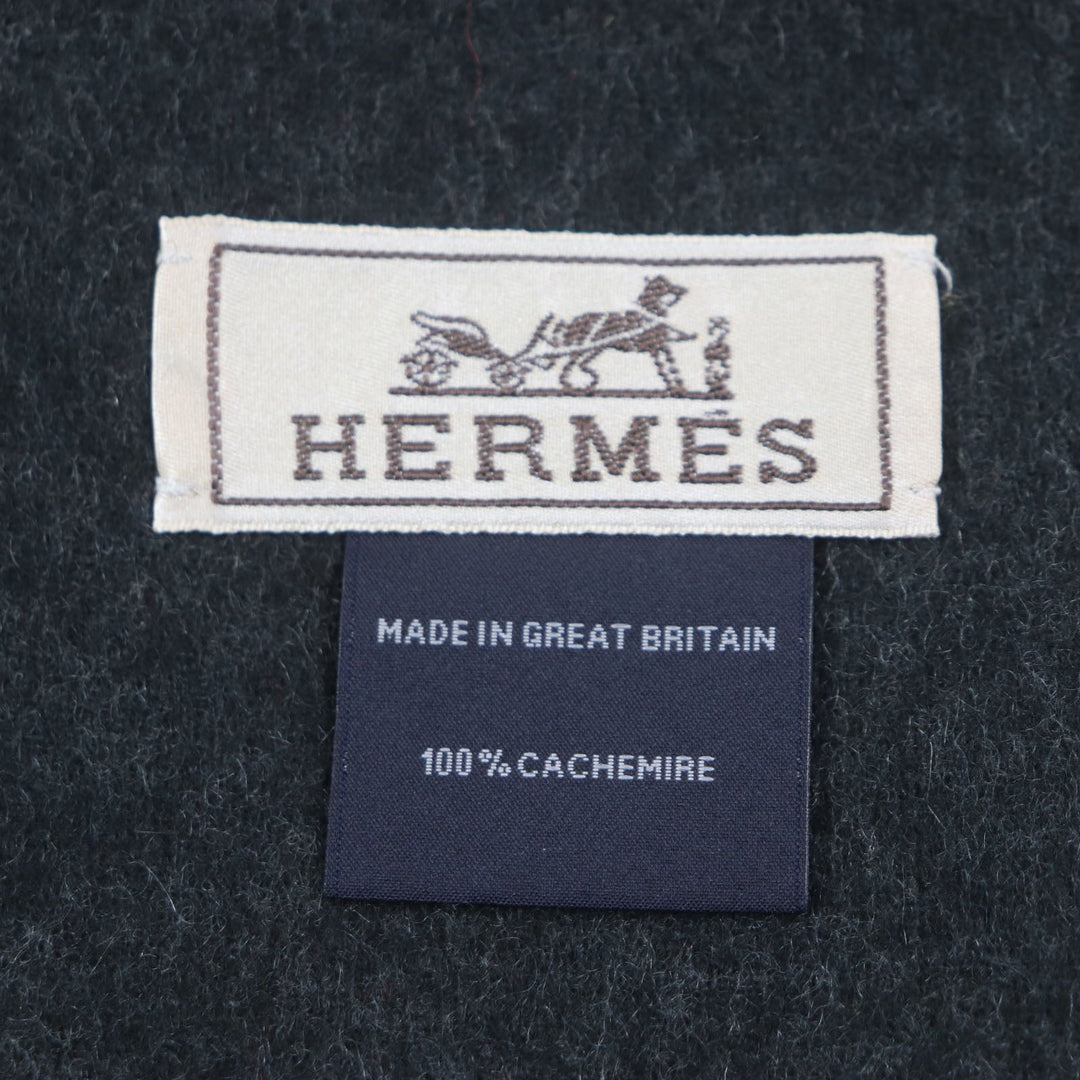 HERMÈS
MADE IN GREAT BRITAIN
100% CACHEMIRE